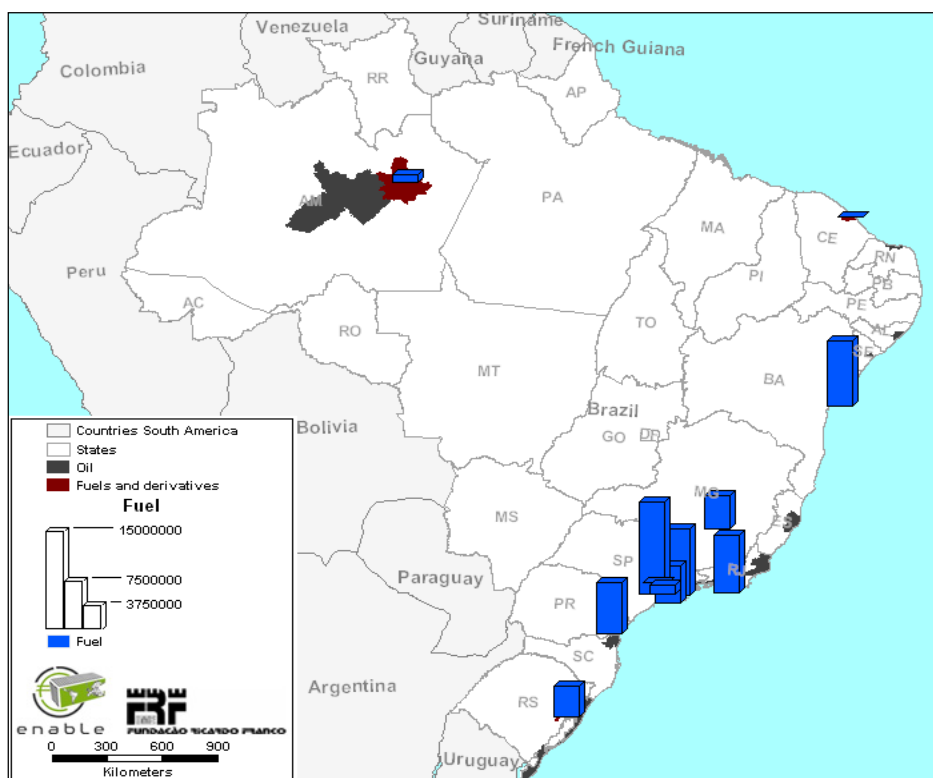 Suriname
Venezuela
Guyana
French Guiana
Colombia
RR
AP
Ecuador
AM
PA
MA
CE
RN
PB
PI
PE
AL
SE
Peru
AC
RO
TO
MT
BA
Brazil
GO
DF
Bolivia
MG
ES
MS
SP
RJ
Paraguay
PR
SC
RS
Argentina
Uruguay
Countries South America
States
Oil
Fuels and derivatives
Fuel
15000000
7500000
3750000
Fuel
enable
FUNDAÇÃO RICARDO FRANCO
0 300 600 900
Kilometers